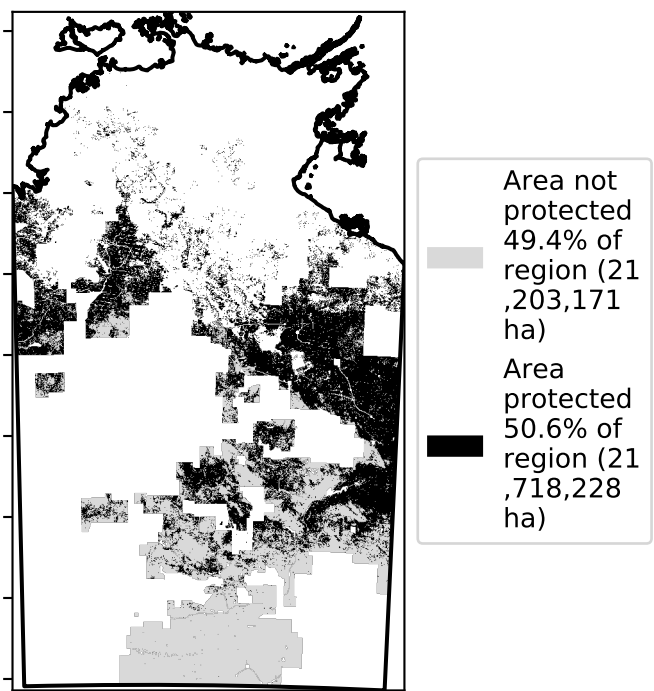 Area not
protected
49.4% of
region (21
,203,171
ha)
Area
protected
50.6% of
region (21
,718,228
ha)